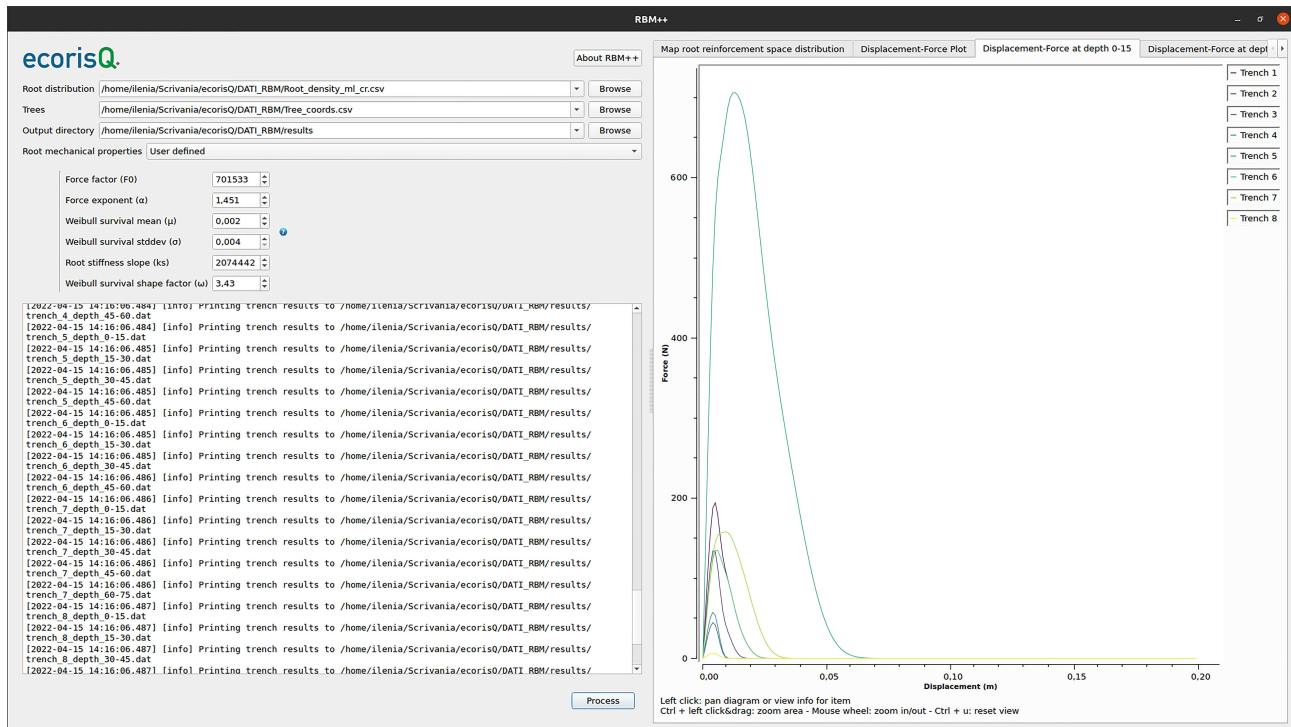 RBM++
ecorisQ
About RBM++
Root distribution /home/ilenia/Scrivania/ecorisQ/DATI_RBM/Root_density_ml_cr.csv Browse
Trees /home/ilenia/Scrivania/ecorisQ/DATI_RBM/Tree_coords.csv Browse
Output directory /home/ilenia/Scrivania/ecorisQ/DATI_RBM/results Browse
Root mechanical properties User defined
Force factor (F0) 701533
Force exponent (α) 1,451
Weibull survival mean (μ) 0,002
?
Weibull survival stddev (σ) 0,004
Root stiffness slope (ks) 2074442
Weibull survival shape factor (ω) 3,43
[2022-04-15 14:16:06.484] [info] Printing trench results to /home/ilenia/Scrivania/ecorisQ/DATI_RBM/results/
trench_4_depth_45-60.dat
[2022-04-15 14:16:06.484] [info] Printing trench results to /home/ilenia/Scrivania/ecorisQ/DATI_RBM/results/
trench_5_depth_0-15.dat
[2022-04-15 14:16:06.485] [info] Printing trench results to /home/ilenia/Scrivania/ecorisQ/DATI_RBM/results/
trench_5_depth_15-30.dat
[2022-04-15 14:16:06.485] [info] Printing trench results to /home/ilenia/Scrivania/ecorisQ/DATI_RBM/results/
trench_5_depth_30-45.dat
[2022-04-15 14:16:06.485] [info] Printing trench results to /home/ilenia/Scrivania/ecorisQ/DATI_RBM/results/
trench_5_depth_45-60.dat
[2022-04-15 14:16:06.485] [info] Printing trench results to /home/ilenia/Scrivania/ecorisQ/DATI_RBM/results/
trench_6_depth_0-15.dat
[2022-04-15 14:16:06.485] [info] Printing trench results to /home/ilenia/Scrivania/ecorisQ/DATI_RBM/results/
trench_6_depth_15-30.dat
[2022-04-15 14:16:06.485] [info] Printing trench results to /home/ilenia/Scrivania/ecorisQ/DATI_RBM/results/
trench_6_depth_30-45.dat
[2022-04-15 14:16:06.486] [info] Printing trench results to /home/ilenia/Scrivania/ecorisQ/DATI_RBM/results/
trench_6_depth_45-60.dat
[2022-04-15 14:16:06.486] [info] Printing trench results to /home/ilenia/Scrivania/ecorisQ/DATI_RBM/results/
trench_7_depth_0-15.dat
[2022-04-15 14:16:06.486] [info] Printing trench results to /home/ilenia/Scrivania/ecorisQ/DATI_RBM/results/
trench_7_depth_15-30.dat
[2022-04-15 14:16:06.486] [info] Printing trench results to /home/ilenia/Scrivania/ecorisQ/DATI_RBM/results/
trench_7_depth_30-45.dat
[2022-04-15 14:16:06.486] [info] Printing trench results to /home/ilenia/Scrivania/ecorisQ/DATI_RBM/results/
trench_7_depth_45-60.dat
[2022-04-15 14:16:06.486] [info] Printing trench results to /home/ilenia/Scrivania/ecorisQ/DATI_RBM/results/
trench_7_depth_60-75.dat
[2022-04-15 14:16:06.487] [info] Printing trench results to /home/ilenia/Scrivania/ecorisQ/DATI_RBM/results/
trench_8_depth_0-15.dat
[2022-04-15 14:16:06.487] [info] Printing trench results to /home/ilenia/Scrivania/ecorisQ/DATI_RBM/results/
trench_8_depth_15-30.dat
[2022-04-15 14:16:06.487] [info] Printing trench results to /home/ilenia/Scrivania/ecorisQ/DATI_RBM/results/
trench_8_depth_30-45.dat
[2022-04-15 14:16:06.487] [info] Printing trench results to /home/ilenia/Scrivania/ecorisQ/DATI_RBM/results/
Process
Map root reinforcement space distribution Displacement-Force Plot Displacement-Force at depth 0-15 Displacement-Force at dept
Trench 1
Trench 2
Trench 3
Trench 4
Trench 5
Trench 6
Trench 7
Trench 8
600
400
200
0
Force (N)
0,00 0,05 0,10 0,15 0,20
Displacement (m)
Left click: pan diagram or view info for item
Ctrl + left click&drag: zoom area - Mouse wheel: zoom in/out - Ctrl + u: reset view